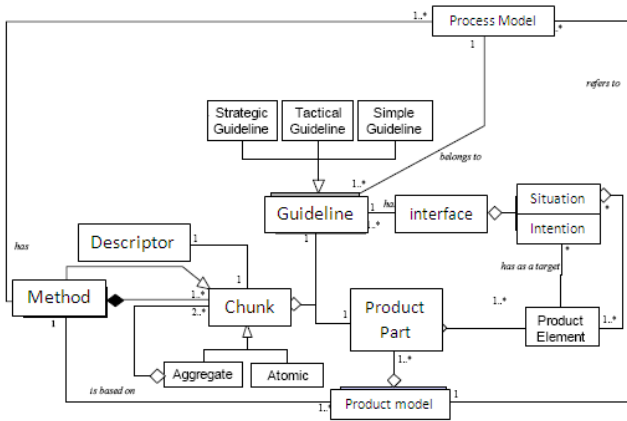 1..*
Process Model
..*
1
refers to
Strategic
Guideline
Tactical
Guideline
Simple
Guideline
belongs to
1..*
Situation
Guideline
1
ha
interface
*
1..*
Intention
has
Descriptor
1
1
*
has as a target
Method
1
1..*
2..*
Chunk
1
Product
Part
1..*
1..*
Product
Element
1
1..*
Aggregate
Atomic
is based on
1..*
Product model
1